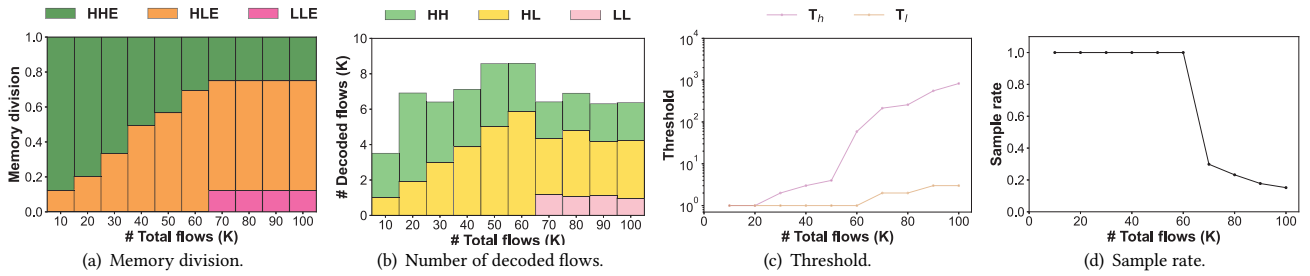 HHE HLE LLE
Memory division
1.0
0.8
0.6
0.4
0.2
0.0
10 20 30 40 50 60 70 80 90 100
# Total flows (K)
(a) Memory division.
HH HL LL
# Decoded flows (K)
10
8
6
4
2
0
10 20 30 40 50 60 70 80 90 100
# Total flows (K)
(b) Number of decoded flows.
Th Tl
Threshold
10^4
10^3
10^2
10^1
10^0
0 20 40 60 80 100
# Total flows (K)
(c) Threshold.
Sample rate
1.0
0.8
0.6
0.4
0.2
0.0
0 20 40 60 80 100
# Total flows (K)
(d) Sample rate.